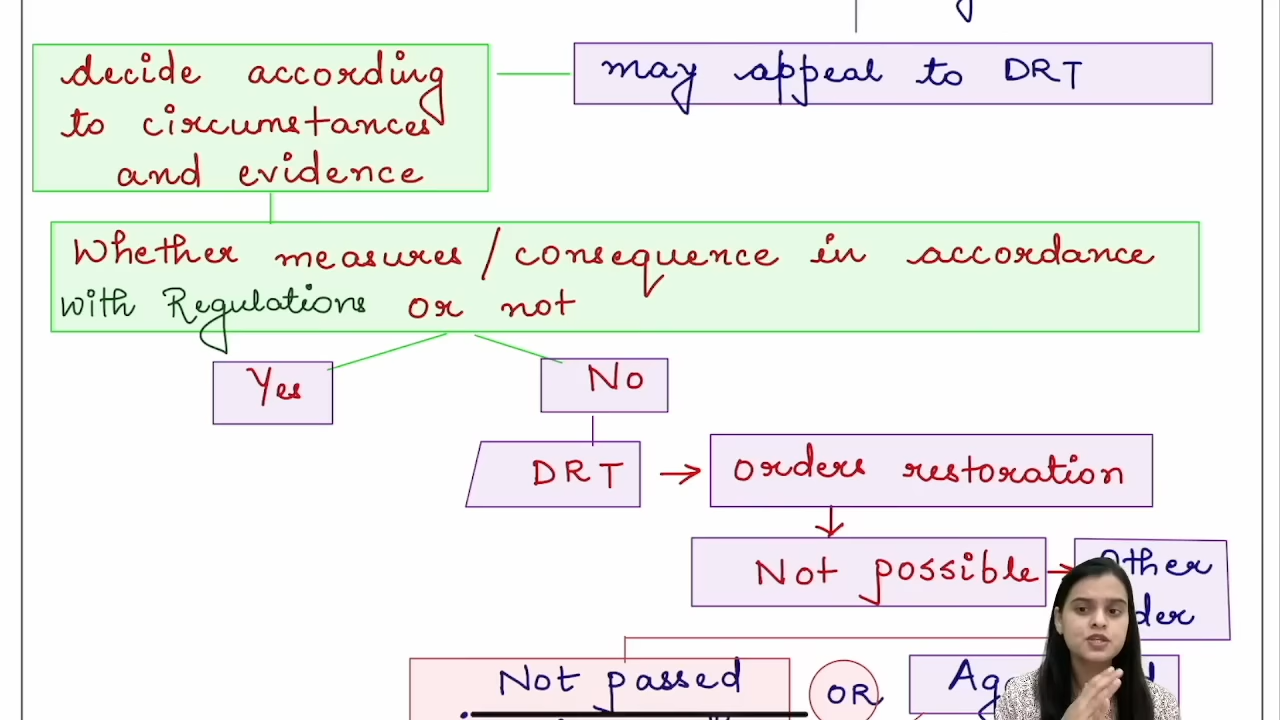 decide according
to circumstances
and evidence
may appeal to DRT
Whether measures / consequence in accordance
with Regulations or not
Yes
No
DRT
orders restoration
Not possible
Other
Not passed
OR